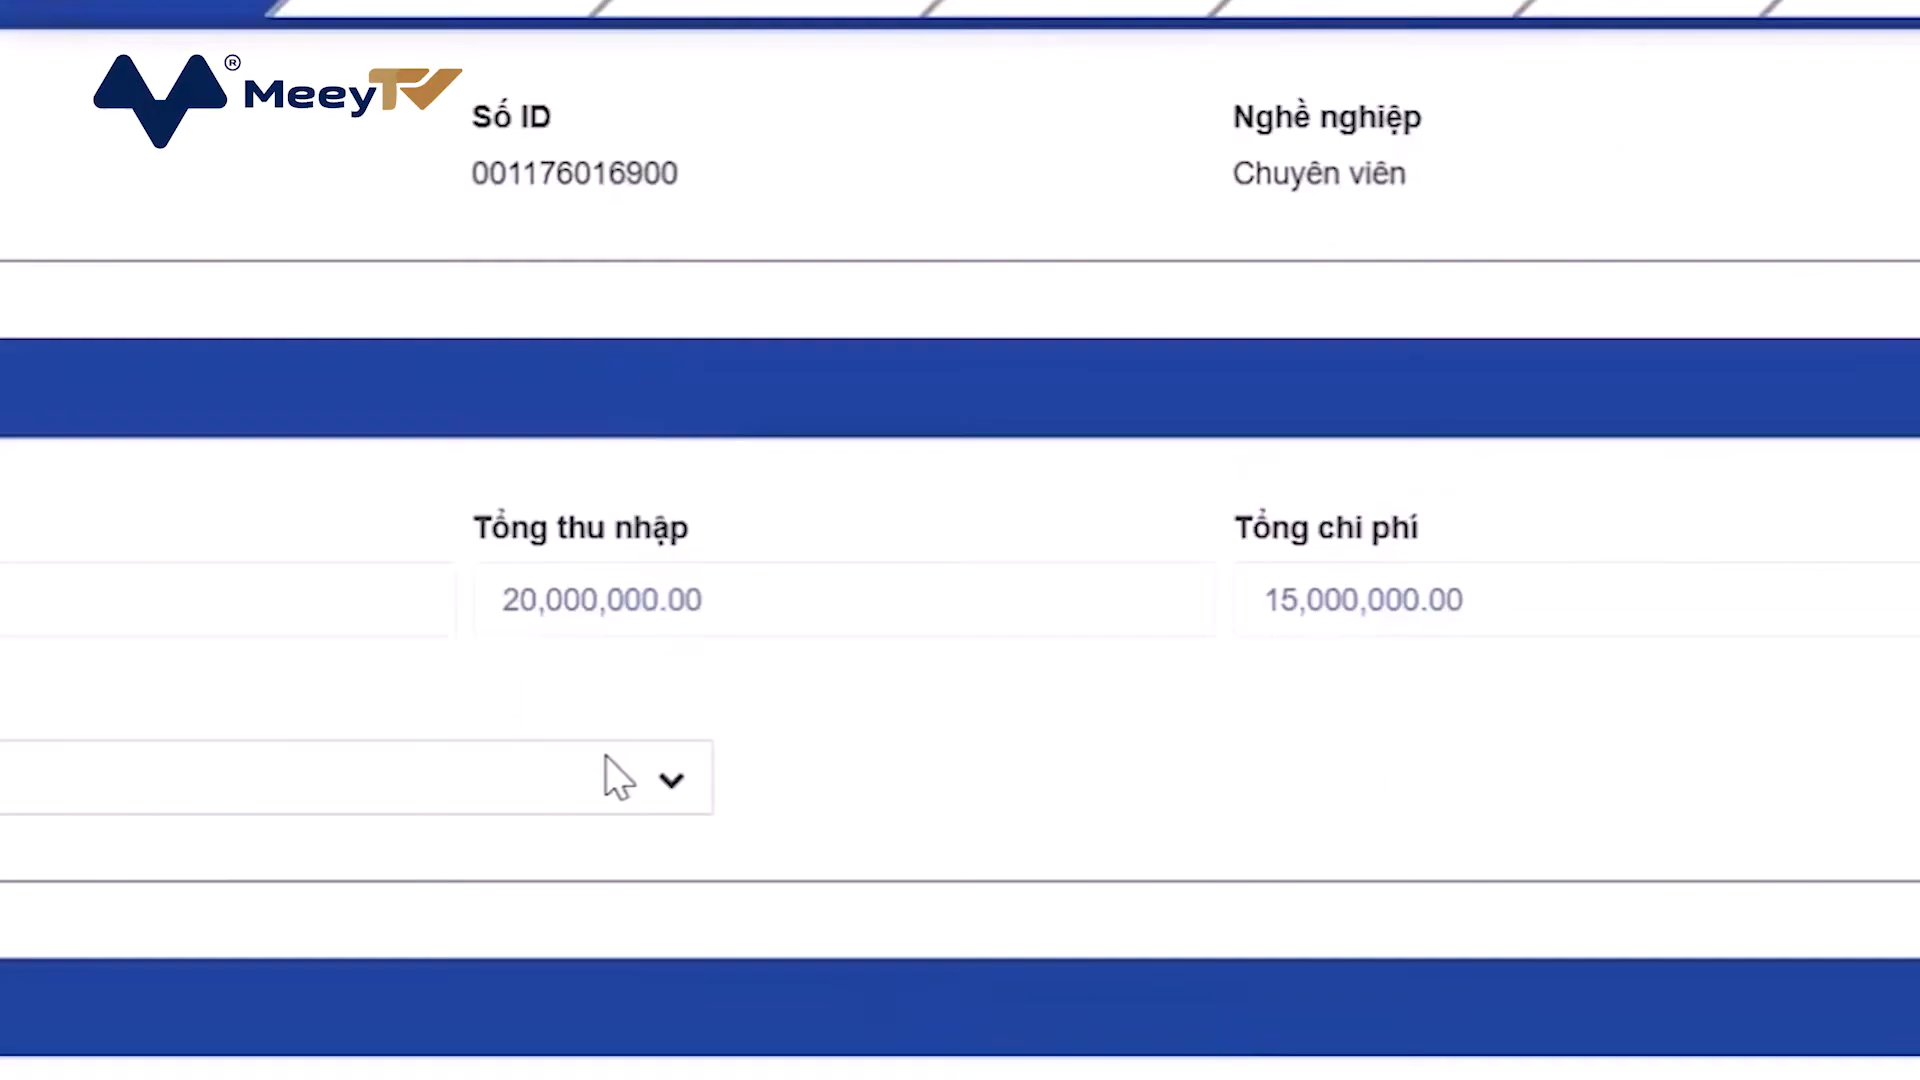 ® MeeyTV
Số ID
Nghề nghiệp
001176016900
Chuyên viên
Tổng thu nhập
Tổng chi phí
20,000,000.00
15,000,000.00